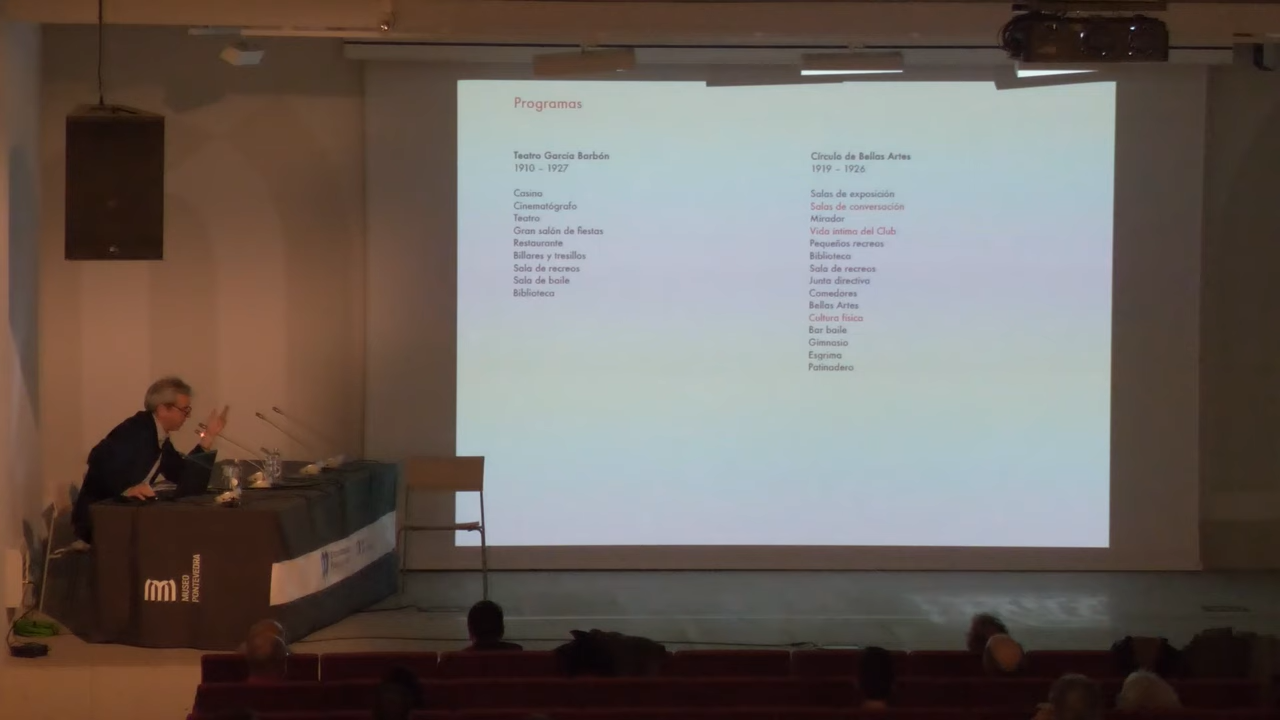 Programas
Teatro García Barbón
1910 – 1927
Casino
Cinematógrafo
Teatro
Gran salón de fiestas
Restaurante
Billares y tresillos
Sala de recreos
Sala de baile
Biblioteca
Círculo de Bellas Artes
1919 – 1926
Salas de exposición
Salas de conversación
Mirador
Vida íntima del Club
Pequeños recreos
Biblioteca
Sala de recreos
Junta directiva
Comedores
Bellas Artes
Cultura física
Bar baile
Gimnasio
Esgrima
Patinadero
MUSEO
PONTEVEDRA